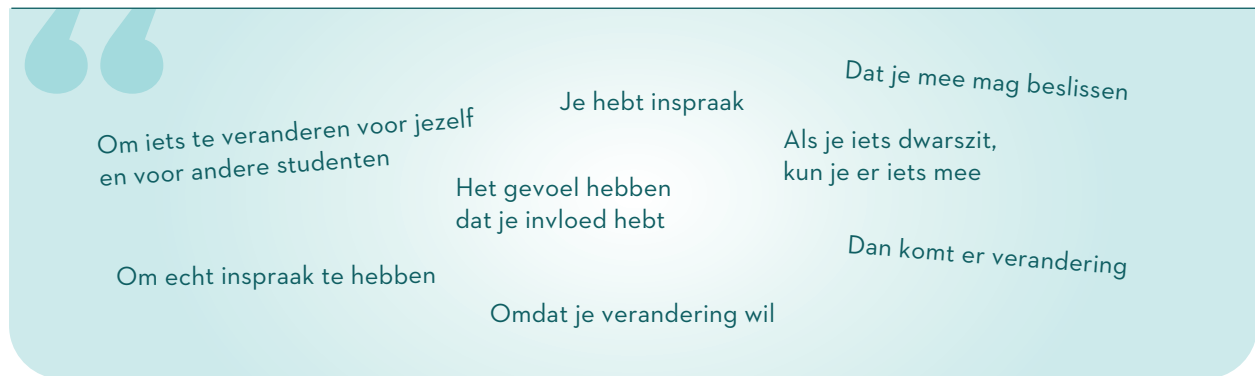 Dat je mee mag beslissen
Je hebt inspraak
Om iets te veranderen voor jezelf
en voor andere studenten
Als je iets dwarszit,
kun je er iets mee
Het gevoel hebben
dat je invloed hebt
Dan komt er verandering
Om echt inspraak te hebben
Omdat je verandering wil